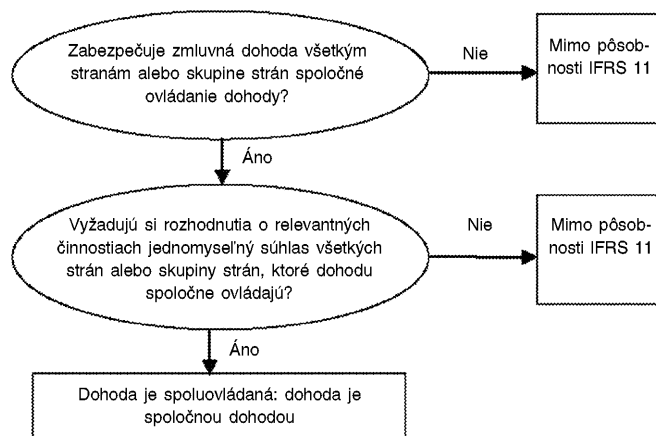 Zabezpečuje zmluvná dohoda všetkým
stranám alebo skupine strán spoločné
ovládanie dohody?
Nie
Mimo pôsob-
nosti IFRS 11
Áno
Vyžadujú si rozhodnutia o relevantných
činnostiach jednomyseľný súhlas všetkých
strán alebo skupiny strán, ktoré dohodu
spoločne ovládajú?
Nie
Mimo pôsob-
nosti IFRS 11
Áno
Dohoda je spoluovládaná: dohoda je
spoločnou dohodou